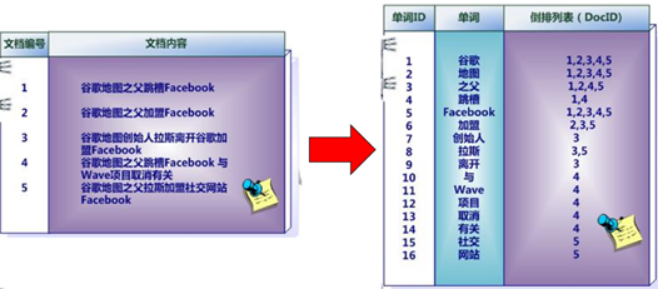 文档编号 文档内容
1 谷歌地图之父跳槽Facebook
2 谷歌地图之父加盟Facebook
3 谷歌地图创始人拉斯离开谷歌加
盟Facebook
4 谷歌地图之父跳槽Facebook 与
Wave项目取消有关
5 谷歌地图之父拉斯加盟社交网站
Facebook
单词ID 单词 倒排列表（DocID)
1 谷歌 1,2,3,4,5
2 地图 1,2,3,4,5
3 之父 1,2,4,5
4 跳槽 1,4
5 Facebook 1,2,3,4,5
6 加盟 2,3,5
7 创始人 3
8 拉斯 3,5
9 离开 3
10 与 4
11 Wave 4
12 项目 4
13 取消 4
14 有关 4
15 社交 5
16 网站 5